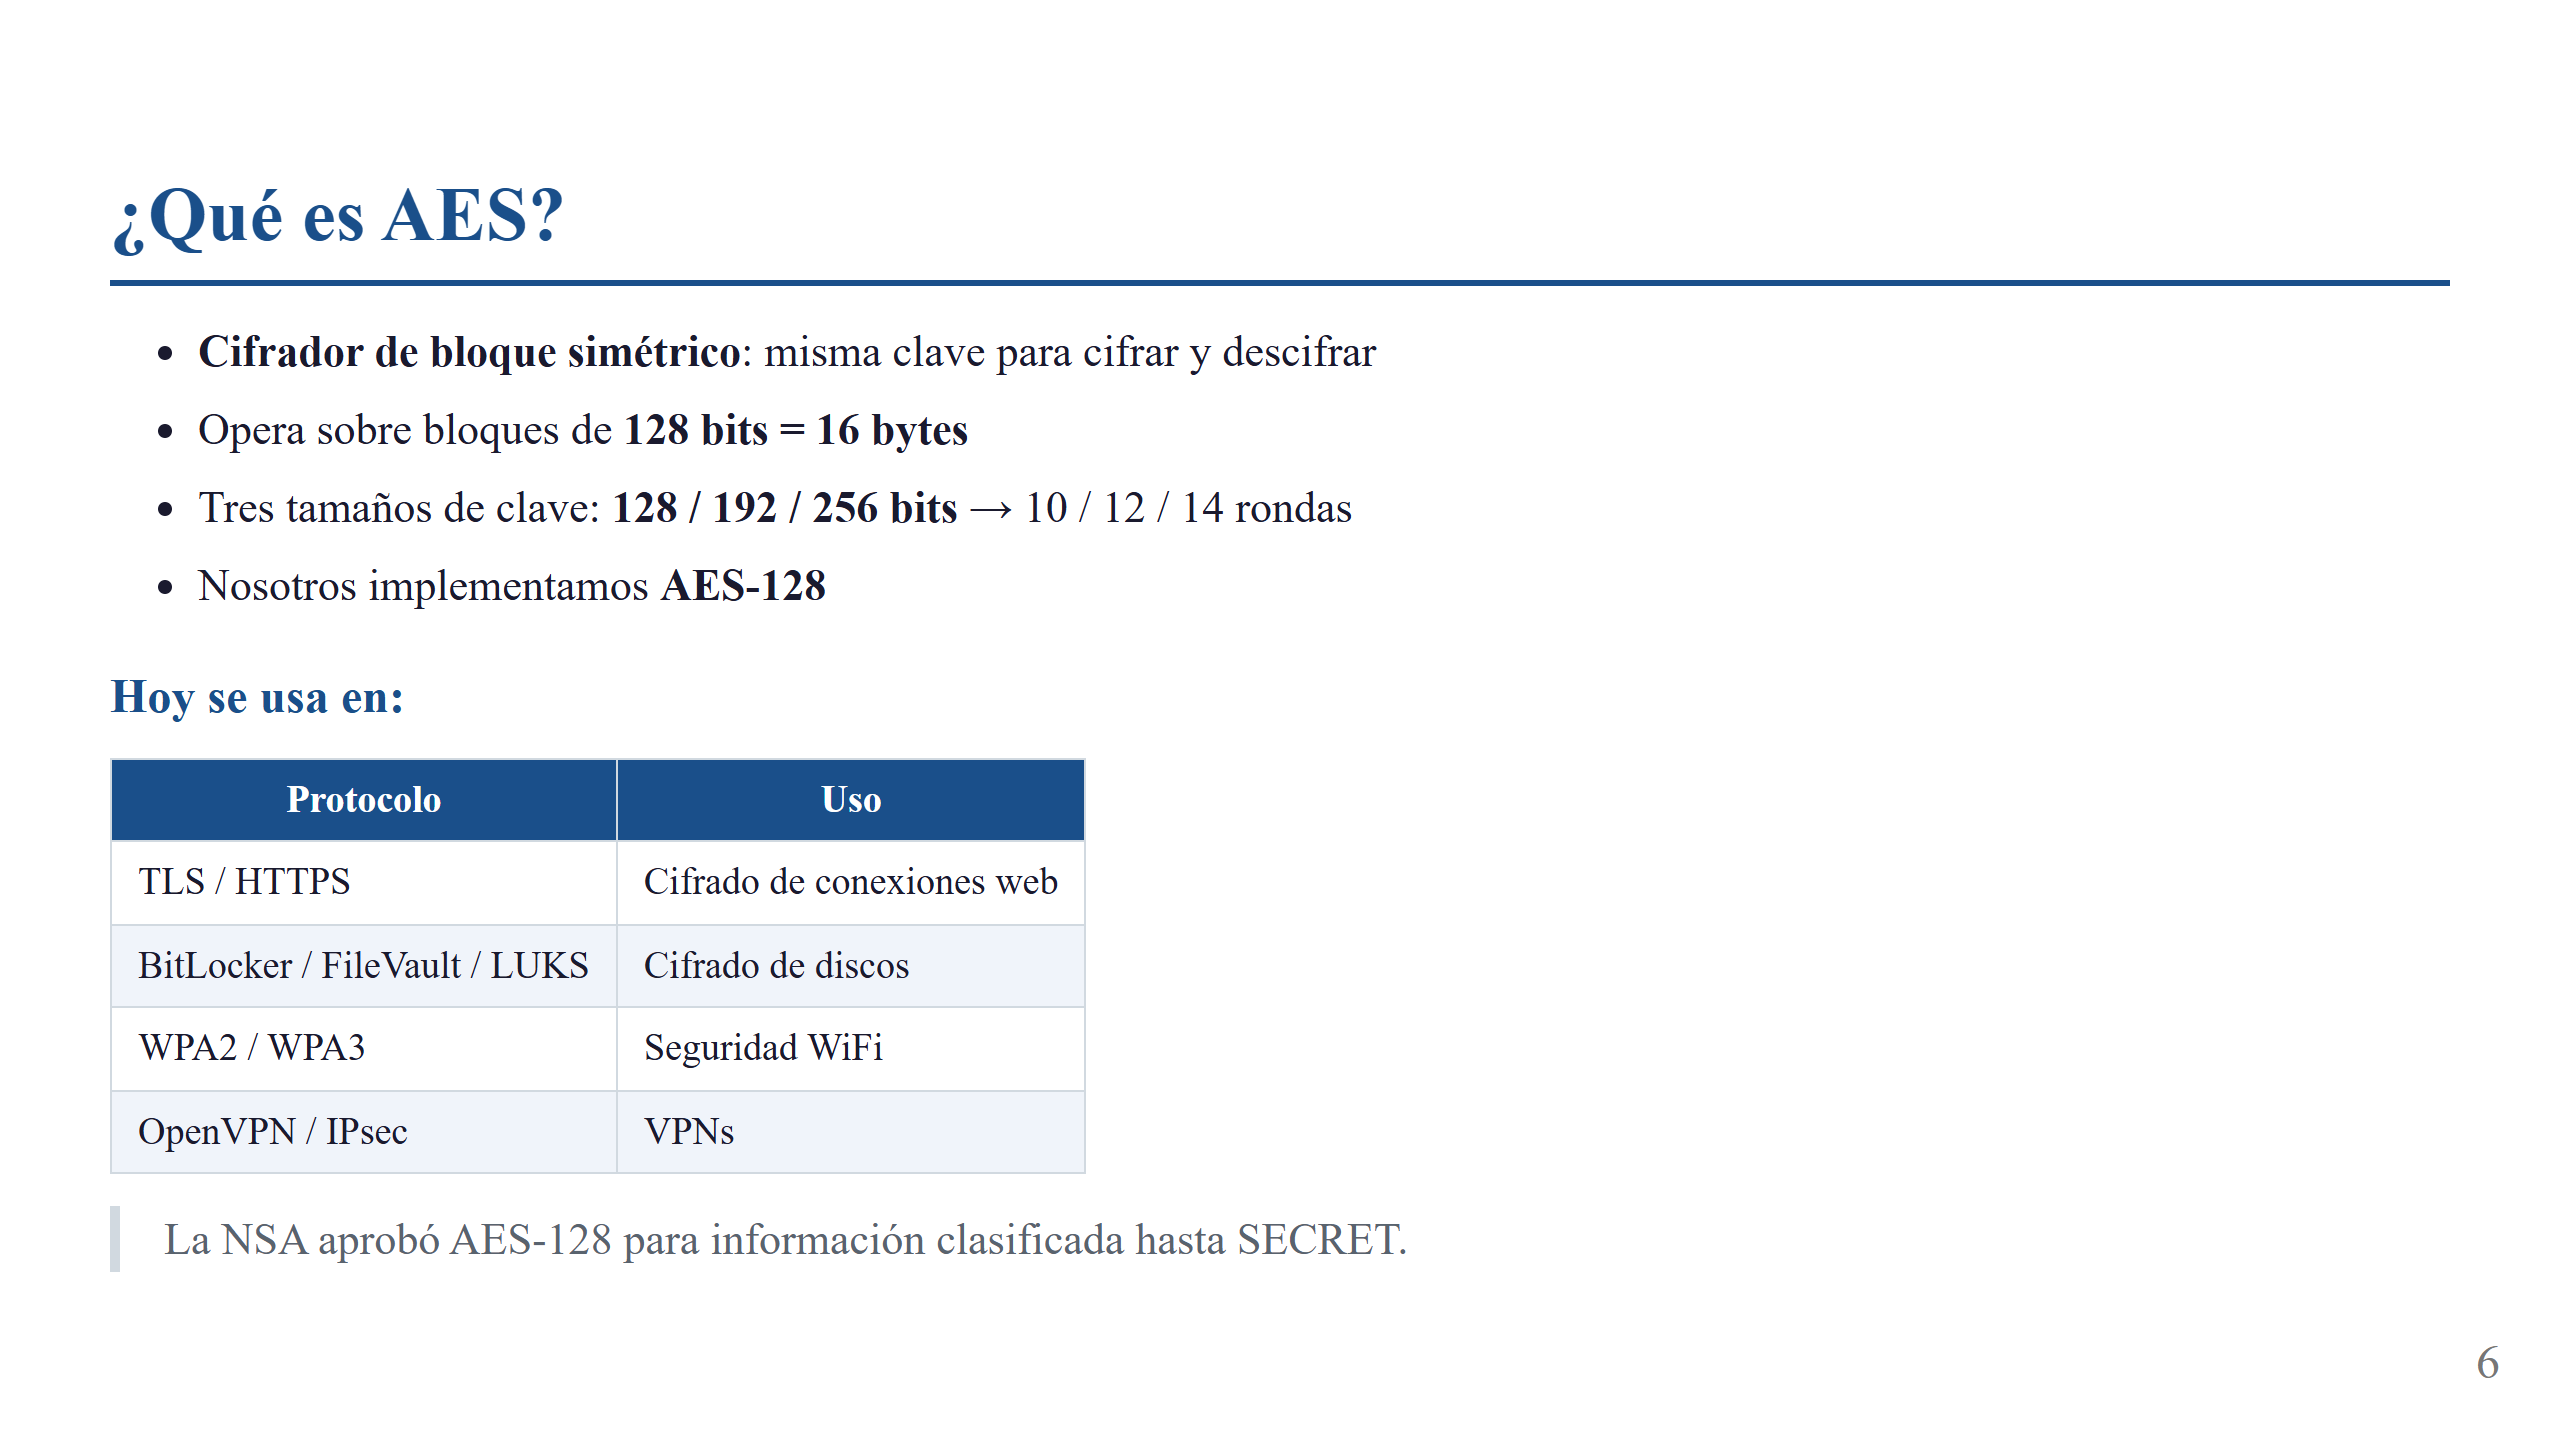 ¿Qué es AES?
• Cifrador de bloque simétrico: misma clave para cifrar y descifrar
• Opera sobre bloques de 128 bits = 16 bytes
• Tres tamaños de clave: 128 / 192 / 256 bits → 10 / 12 / 14 rondas
• Nosotros implementamos AES-128
Hoy se usa en:
Protocolo Uso
TLS / HTTPS Cifrado de conexiones web
BitLocker / FileVault / LUKS Cifrado de discos
WPA2 / WPA3 Seguridad WiFi
OpenVPN / IPsec VPNs
La NSA aprobó AES-128 para información clasificada hasta SECRET.
6